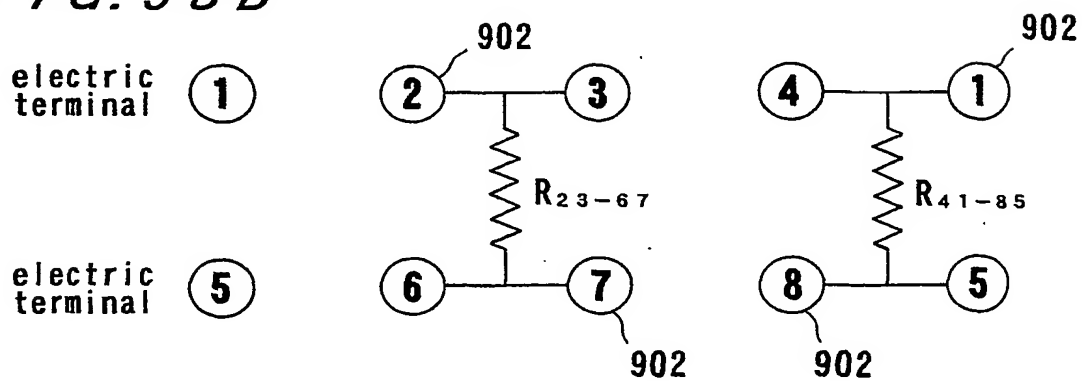 902 902
electric terminal 1 2 3 4 1
R23-67 R41-85
electric terminal 5 6 7 8 5
902 902